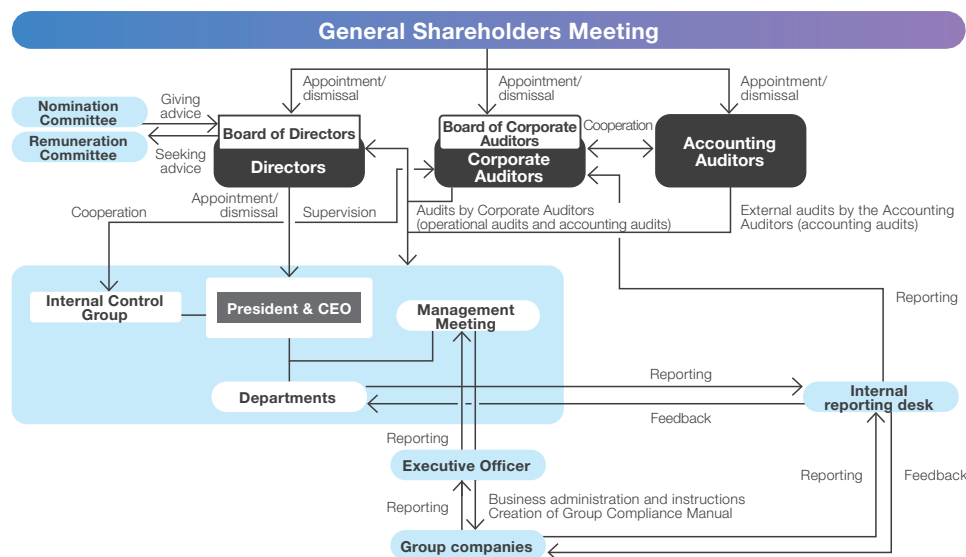 General Shareholders Meeting
Appointment/
dismissal
Appointment/
dismissal
Appointment/
dismissal
Nomination
Committee
Giving
advice
Remuneration
Committee
Seeking
advice
Board of Directors
Directors
Board of Corporate
Auditors
Corporate
Auditors
Cooperation
Accounting
Auditors
Cooperation
Appointment/
dismissal
Supervision
Audits by Corporate Auditors
(operational audits and accounting audits)
External audits by the Accounting
Auditors (accounting audits)
Internal Control
Group
President & CEO
Management
Meeting
Reporting
Departments
Reporting
Feedback
Internal
reporting desk
Reporting
Executive Officer
Reporting
Feedback
Reporting
Business administration and instructions
Creation of Group Compliance Manual
Group companies